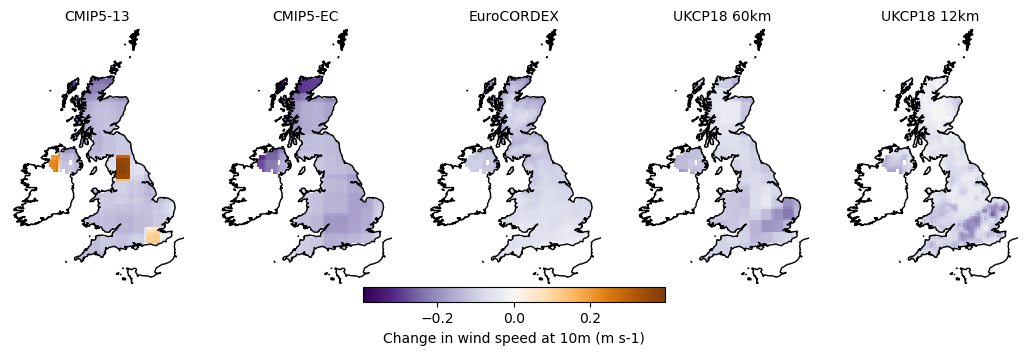 CMIP5-13 CMIP5-EC EuroCORDEX UKCP18 60km UKCP18 12km
−0.2 0.0 0.2
Change in wind speed at 10m (m s-1)